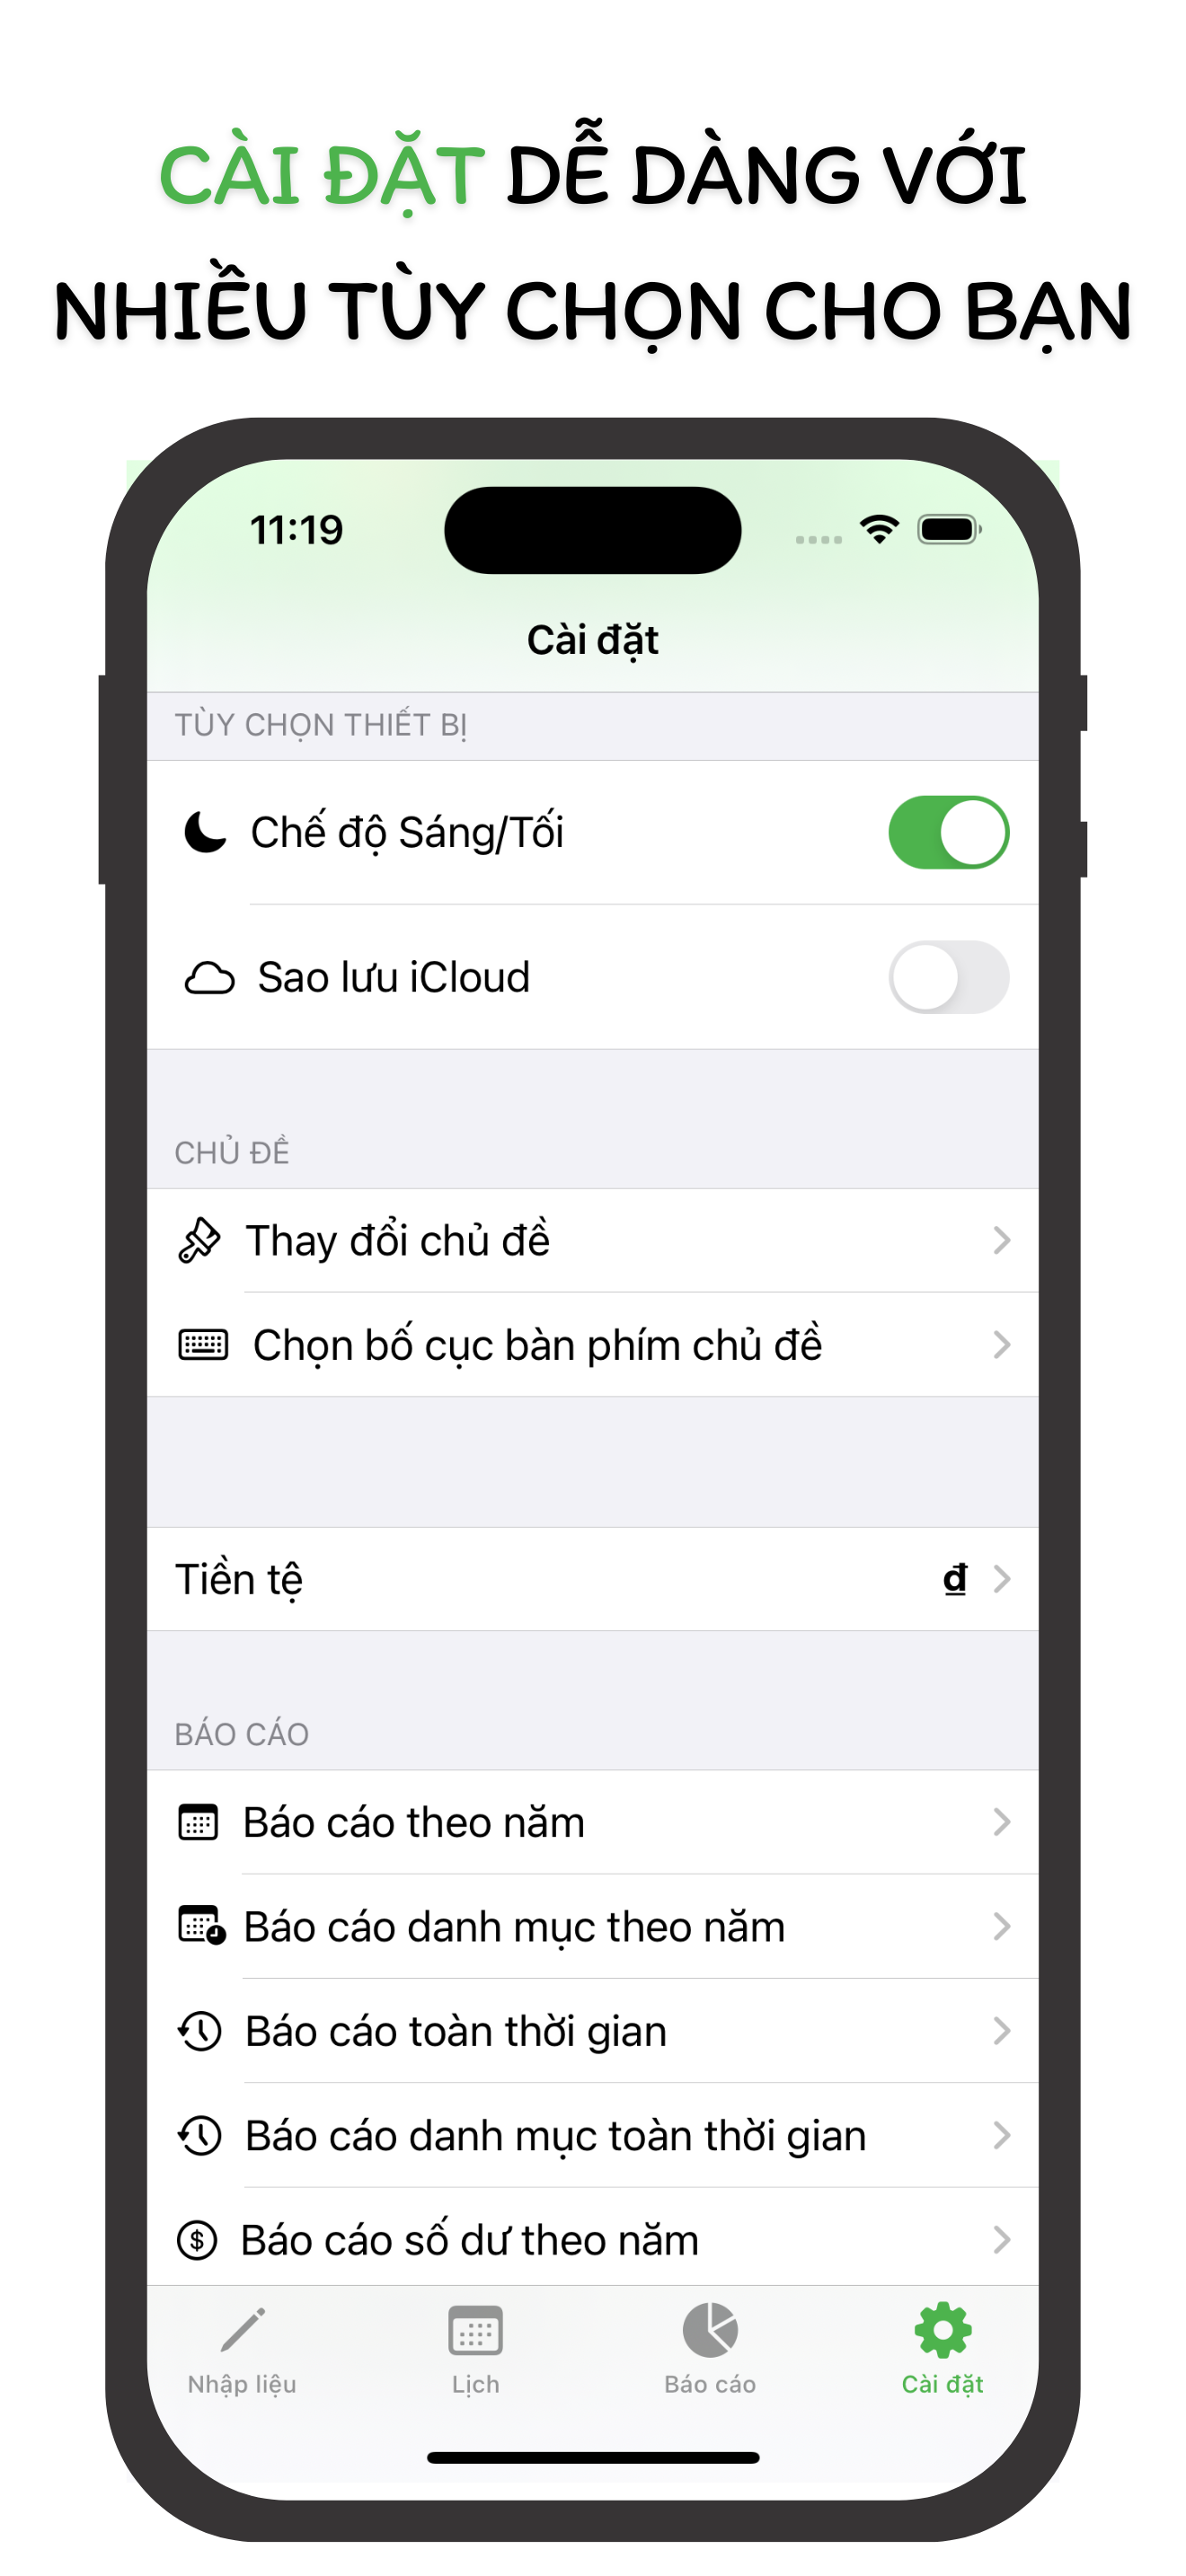 CÀI ĐẶT DỄ DÀNG VỚI
NHIỀU TÙY CHỌN CHO BẠN
11:19
Cài đặt
TÙY CHỌN THIẾT BỊ
Chế độ Sáng/Tối
Sao lưu iCloud
CHỦ ĐỀ
Thay đổi chủ đề
Chọn bố cục bàn phím chủ đề
Tiền tệ ₫
BÁO CÁO
Báo cáo theo năm
Báo cáo danh mục theo năm
Báo cáo toàn thời gian
Báo cáo danh mục toàn thời gian
Báo cáo số dư theo năm
Nhập liệu Lịch Báo cáo Cài đặt